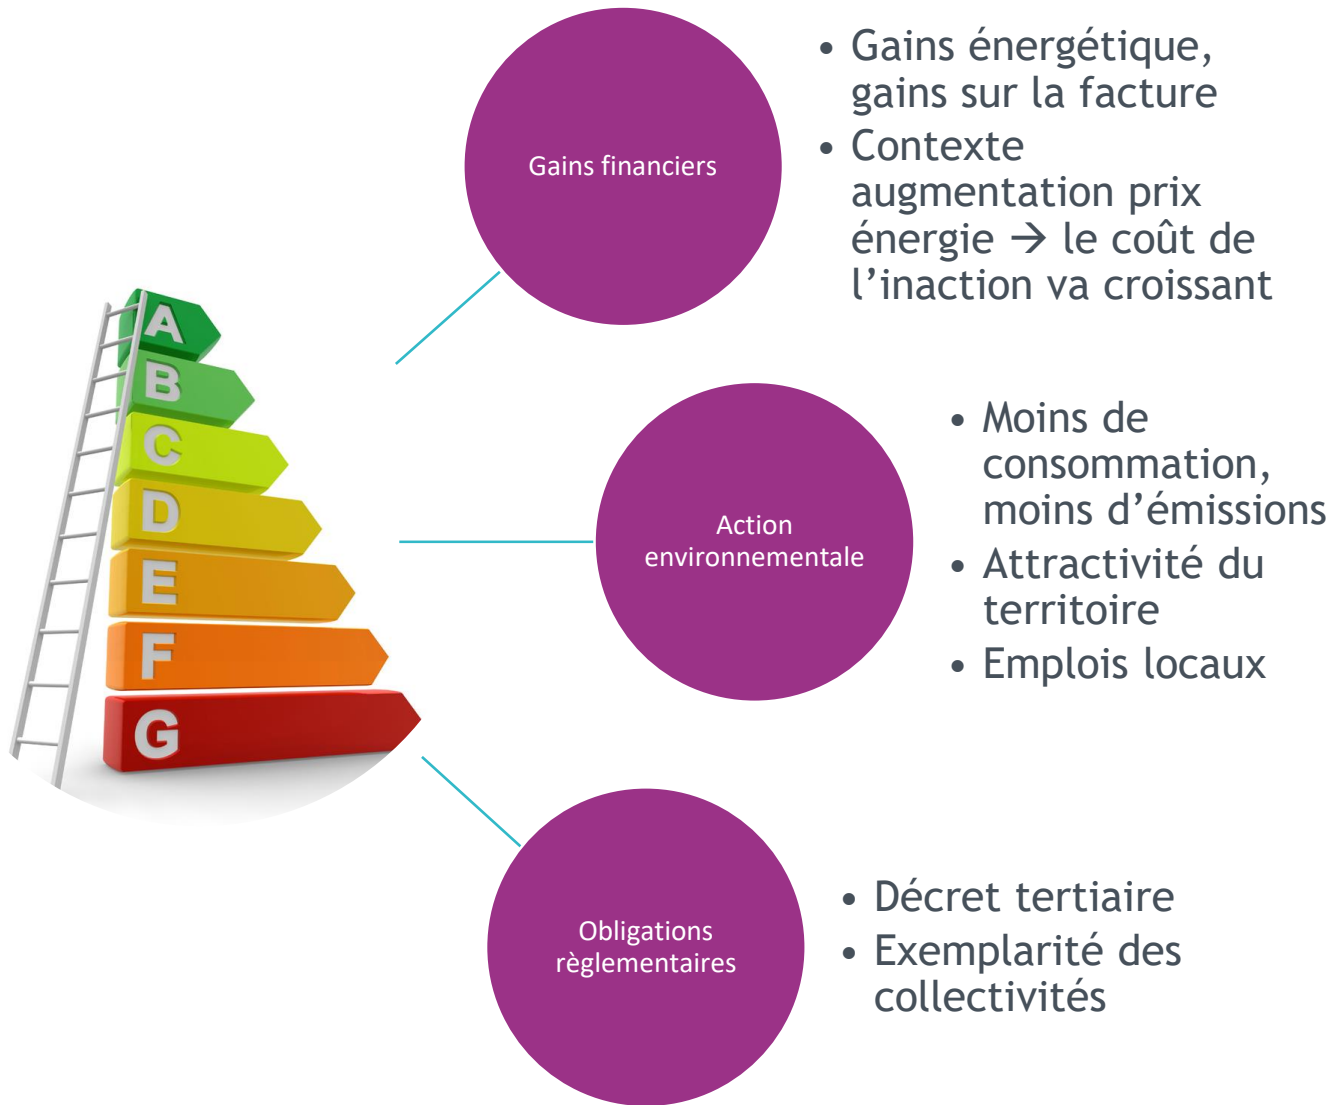 A
B
C
D
E
F
G
Gains financiers
• Gains énergétique,
gains sur la facture
• Contexte
augmentation prix
énergie → le coût de
l’inaction va croissant
Action
environnementale
• Moins de
consommation,
moins d’émissions
• Attractivité du
territoire
• Emplois locaux
Obligations
règlementaires
• Décret tertiaire
• Exemplarité des
collectivités